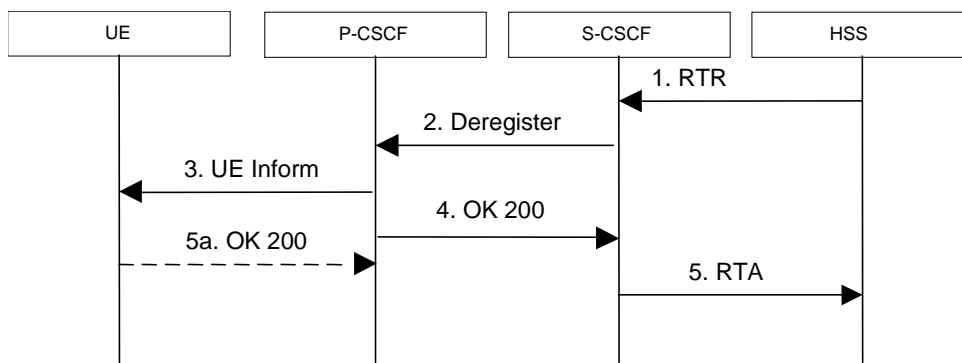 UE
P-CSCF
S-CSCF
HSS
1. RTR
2. Deregister
3. UE Inform
4. OK 200
5a. OK 200
5. RTA